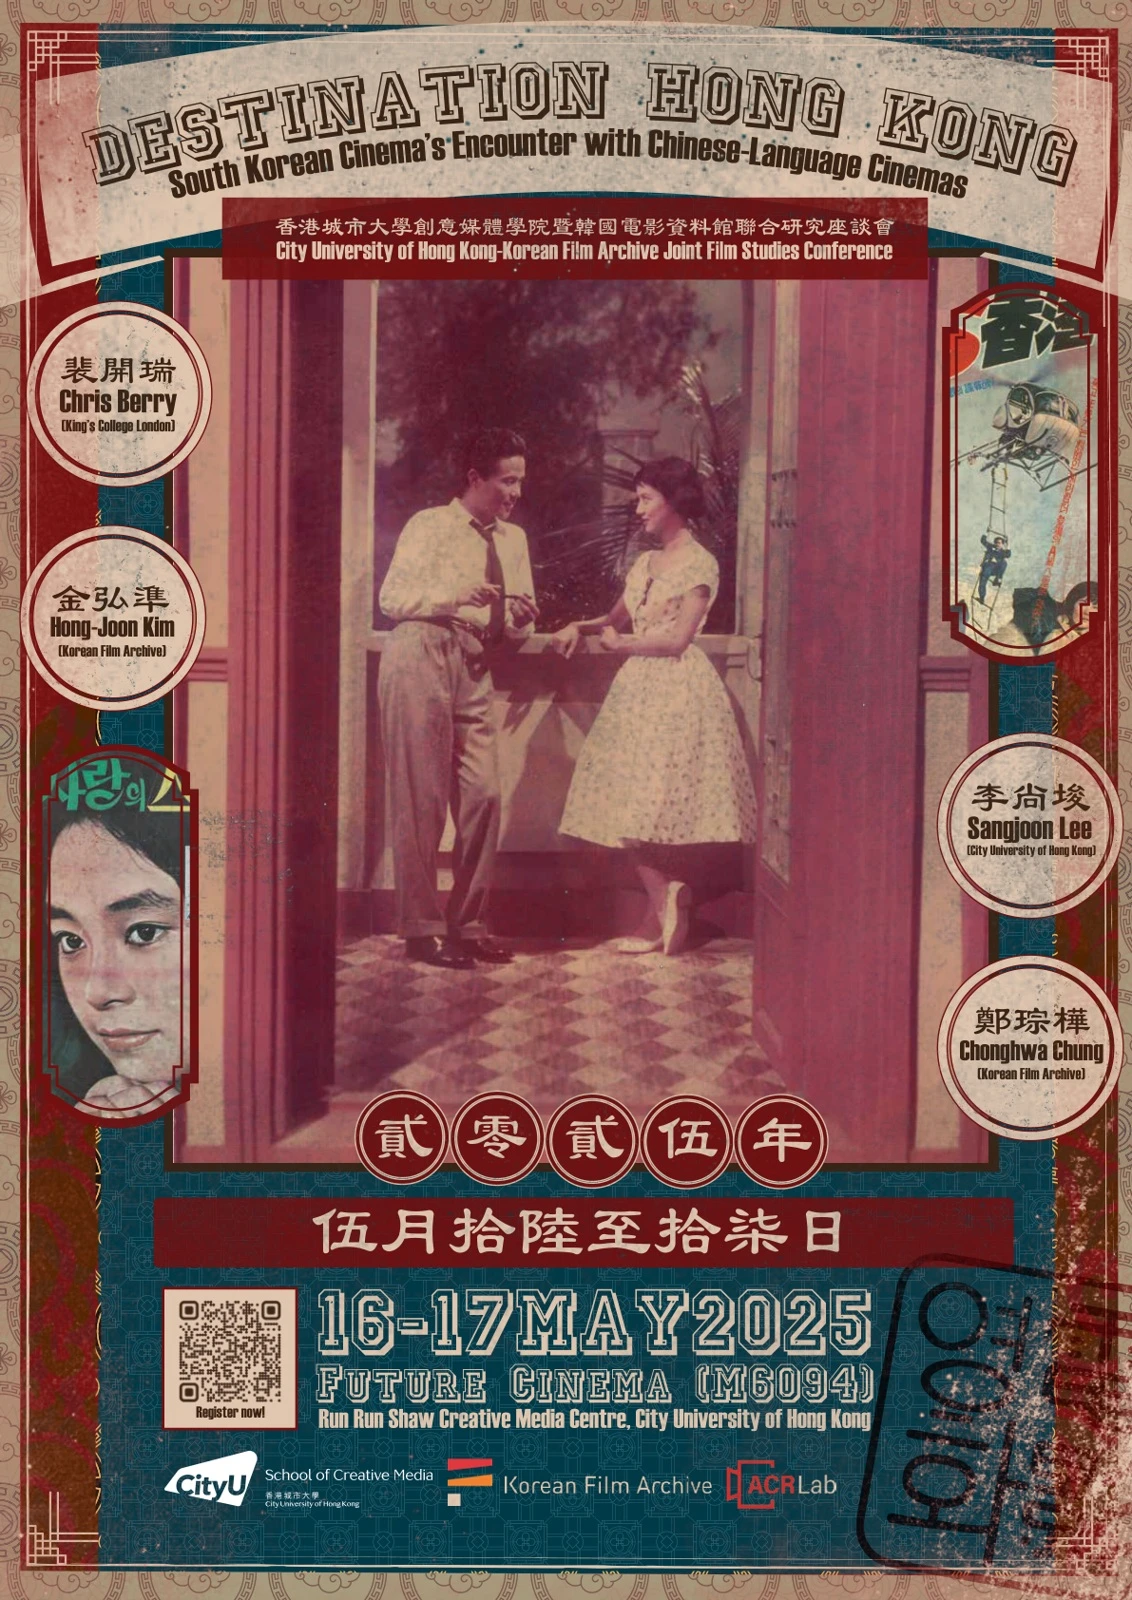 DESTINATION HONG KONG
South Korean Cinema's Encounter with Chinese-Language Cinemas
香港城市大學創意媒體學院暨韓國電影資料館聯合研究座談會
City University of Hong Kong-Korean Film Archive Joint Film Studies Conference
裴開瑞
Chris Berry
(King's College London)
香港
金弘準
Hong-Joon Kim
(Korean Film Archive)
사랑의 스
李尙埈
Sangjoon Lee
(City University of Hong Kong)
鄭琮樺
Chonghwa Chung
(Korean Film Archive)
貳零貳伍年
伍月拾陸至拾柒日
16-17MAY2025
FUTURE CINEMA (M6094)
Run Run Shaw Creative Media Centre, City University of Hong Kong
Register now!
CityU
School of Creative Media
香港城市大學
City University of Hong Kong
Korean Film Archive
ACRLab